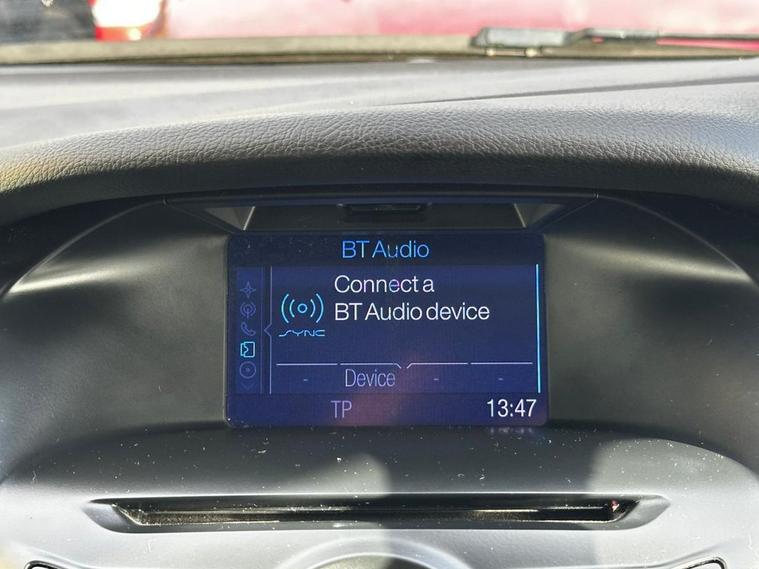 BT Audio
Connect a
BT Audio device
SYNC
- Device - -
TP 13:47